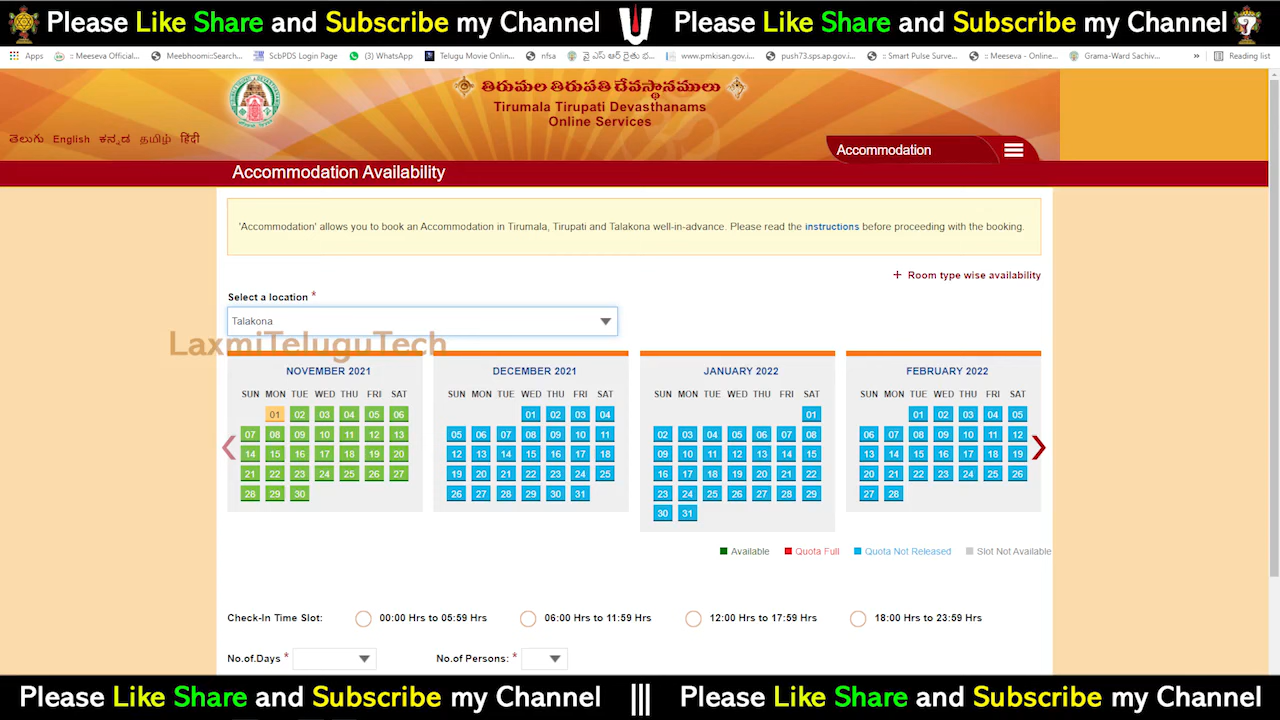 Please Like Share and Subscribe my Channel
Please Like Share and Subscribe my Channel
Apps
:: Meeseva Official...
Meebhoomi::Search...
ScbPDS Login Page
(3) WhatsApp
Telugu Movie Onlin...
nfsa
వై ఎస్ ఆర్ రైతు భ...
www.pmkisan.gov.i...
push73.sps.ap.gov.i...
:: Smart Pulse Surve...
:: Meeseva - Online...
Grama-Ward Sachiv...
»
Reading list
తిరుమల తిరుపతి దేవస్థానములు
Tirumala Tirupati Devasthanams
Online Services
తెలుగు English ಕನ್ನಡ தமிழ் हिंदी
Accommodation
Accommodation Availability
'Accommodation' allows you to book an Accommodation in Tirumala, Tirupati and Talakona well-in-advance. Please read the instructions before proceeding with the booking.
+ Room type wise availability
Select a location *
Talakona
LaxmiTeluguTech
NOVEMBER 2021
SUN MON TUE WED THU FRI SAT
01 02 03 04 05 06
07 08 09 10 11 12 13
14 15 16 17 18 19 20
21 22 23 24 25 26 27
28 29 30
DECEMBER 2021
SUN MON TUE WED THU FRI SAT
01 02 03 04
05 06 07 08 09 10 11
12 13 14 15 16 17 18
19 20 21 22 23 24 25
26 27 28 29 30 31
JANUARY 2022
SUN MON TUE WED THU FRI SAT
01
02 03 04 05 06 07 08
09 10 11 12 13 14 15
16 17 18 19 20 21 22
23 24 25 26 27 28 29
30 31
FEBRUARY 2022
SUN MON TUE WED THU FRI SAT
01 02 03 04 05
06 07 08 09 10 11 12
13 14 15 16 17 18 19
20 21 22 23 24 25 26
27 28
Available
Quota Full
Quota Not Released
Slot Not Available
Check-In Time Slot:
00:00 Hrs to 05:59 Hrs
06:00 Hrs to 11:59 Hrs
12:00 Hrs to 17:59 Hrs
18:00 Hrs to 23:59 Hrs
No.of.Days *
No.of Persons: *
Please Like Share and Subscribe my Channel
|||
Please Like Share and Subscribe my Channel